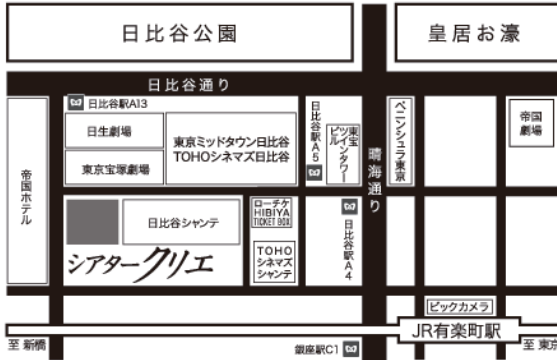 日比谷公園
皇居お濠
日比谷通り
日比谷駅A13
日生劇場
東京宝塚劇場
東京ミッドタウン日比谷
TOHOシネマズ日比谷
日比谷駅A5
東宝
ツインタワー
ビル
晴海通り
ペニンシュラ東京
帝国
劇場
帝国ホテル
日比谷シャンテ
シアタークリエ
ローチケ
HIBIYA
TICKET BOX
TOHO
シネマズ
シャンテ
日比谷駅A4
ビックカメラ
JR有楽町駅
至 新橋
銀座駅C1
至 東京